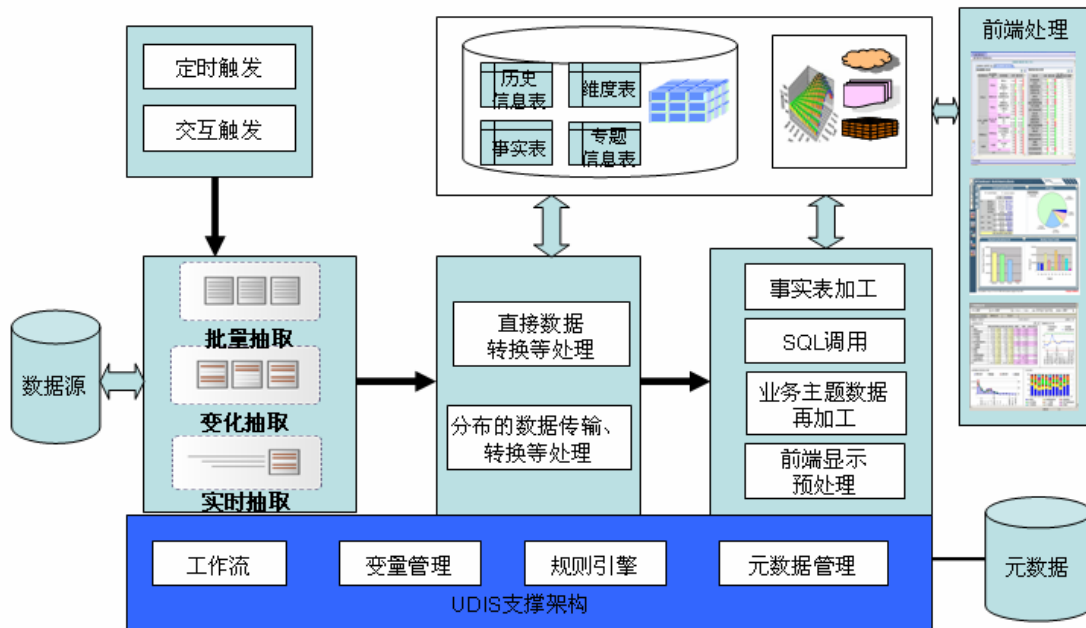 定时触发
交互触发
历史
信息表
维度表
事实表
专题
信息表
前端处理
数据源
批量抽取
变化抽取
实时抽取
直接数据
转换等处理
分布的数据传输、
转换等处理
事实表加工
SQL调用
业务主题数据
再加工
前端显示
预处理
工作流
变量管理
规则引擎
元数据管理
UDIS支撑架构
元数据